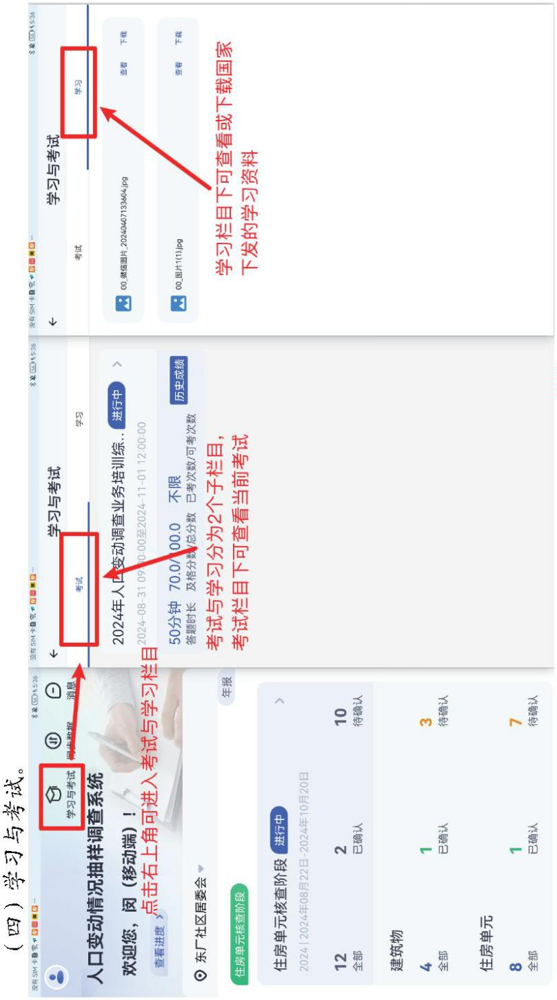 （四）学习与考试。
没有 SIM 卡
56
5:36
学习与考试
同步数据
消息
人口变动情况抽样调查系统
欢迎您，闵（移动端）！
点击右上角可进入考试与学习栏目
查看进度 >
东厂社区居委会
住房单元核查阶段
年报
住房单元核查阶段 进行中 >
2024 | 2024年08月22日-2024年10月20日
12 2 10
全部 已确认 待确认
建筑物
4 1 3
全部 已确认 待确认
住房单元
8 1 7
全部 已确认 待确认
没有 SIM 卡
56
5:36
← 学习与考试
考试 学习
2024年人口变动调查业务培训综.. 进行中 >
2024-08-31 09:00:00至2024-11-01 12:00:00
50分钟 70.0/100.0 不限 历史成绩
答题时长 及格分数/总分数 已考次数/可考次数
考试与学习分为2个子栏目，
考试栏目下可查看当前考试
没有 SIM 卡
56
5:36
← 学习与考试
考试 学习
00_微信图片_20240407133604.jpg 查看 下载
00_图片1(1).jpg 查看 下载
学习栏目下可查看或下载国家
下发的学习资料